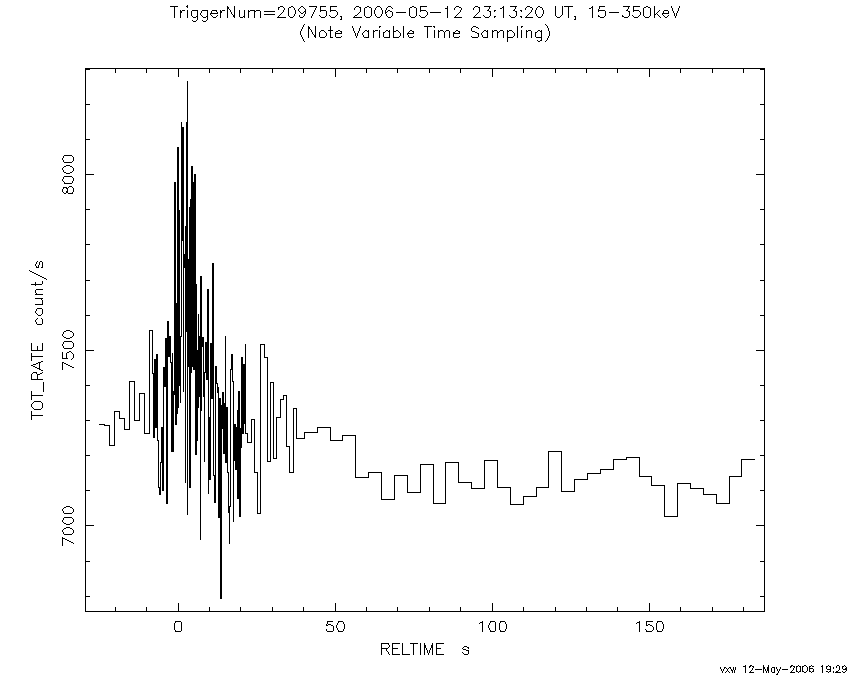 TriggerNum=209755, 2006-05-12 23:13:20 UT, 15-350keV
(Note Variable Time Sampling)
TOT_RATE count/s
8000
7500
7000
0 50 100 150
RELTIME s
vxw 12-May-2006 19:29